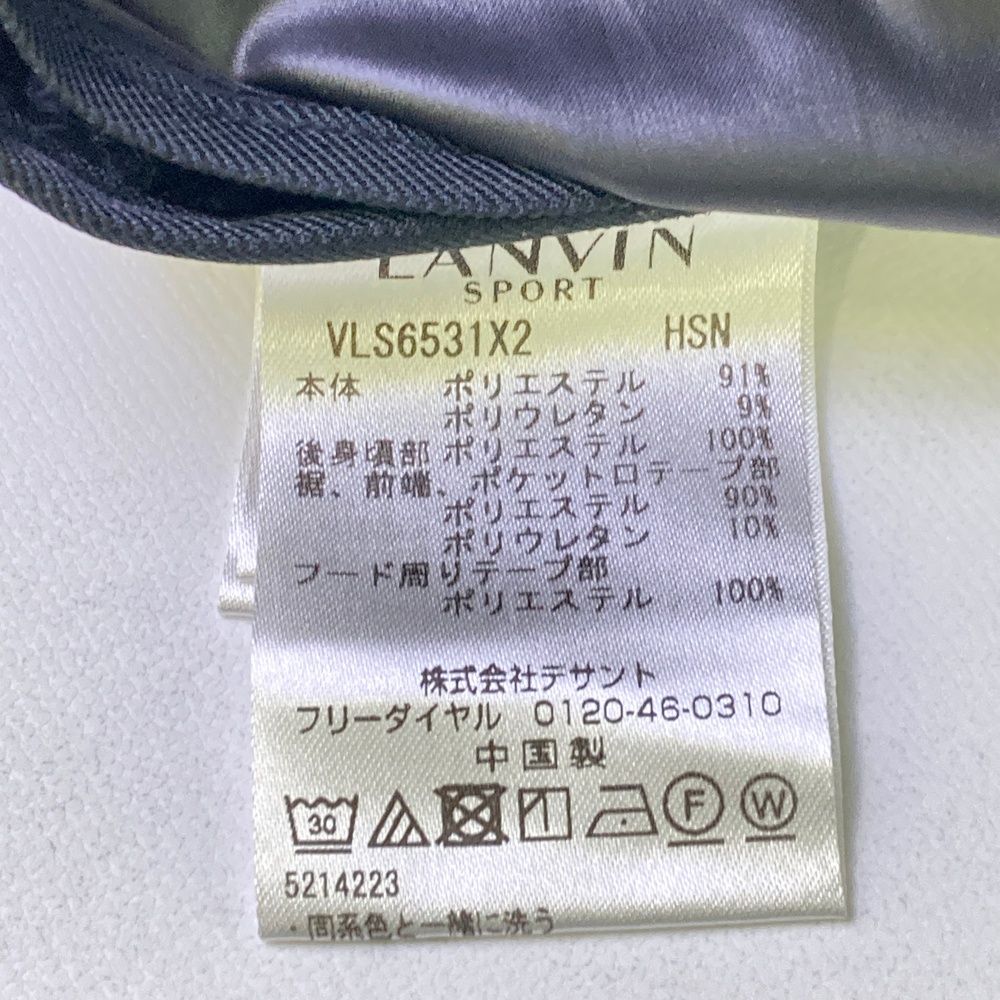 LANVIN
SPORT
VLS6531X2 HSN
本体 ポリエステル 91%
ポリウレタン 9%
後身頃部 ポリエステル 100%
裾、前端、ポケット口テープ部
ポリエステル 90%
ポリウレタン 10%
フード周りテープ部
ポリエステル 100%
株式会社デサント
フリーダイヤル 0120-46-0310
中国製
30 F W
5214223
・同系色と一緒に洗う